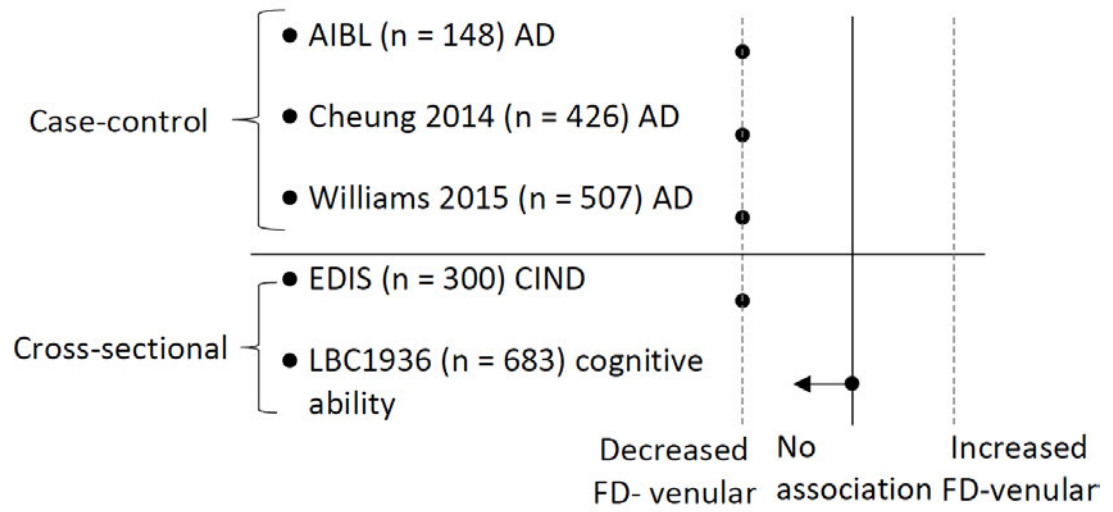 AIBL (n = 148) AD
Case-control
Cheung 2014 (n = 426) AD
Williams 2015 (n = 507) AD
EDIS (n = 300) CIND
Cross-sectional
LBC1936 (n = 683) cognitive
ability
Decreased
FD- venular
No
association
Increased
FD-venular